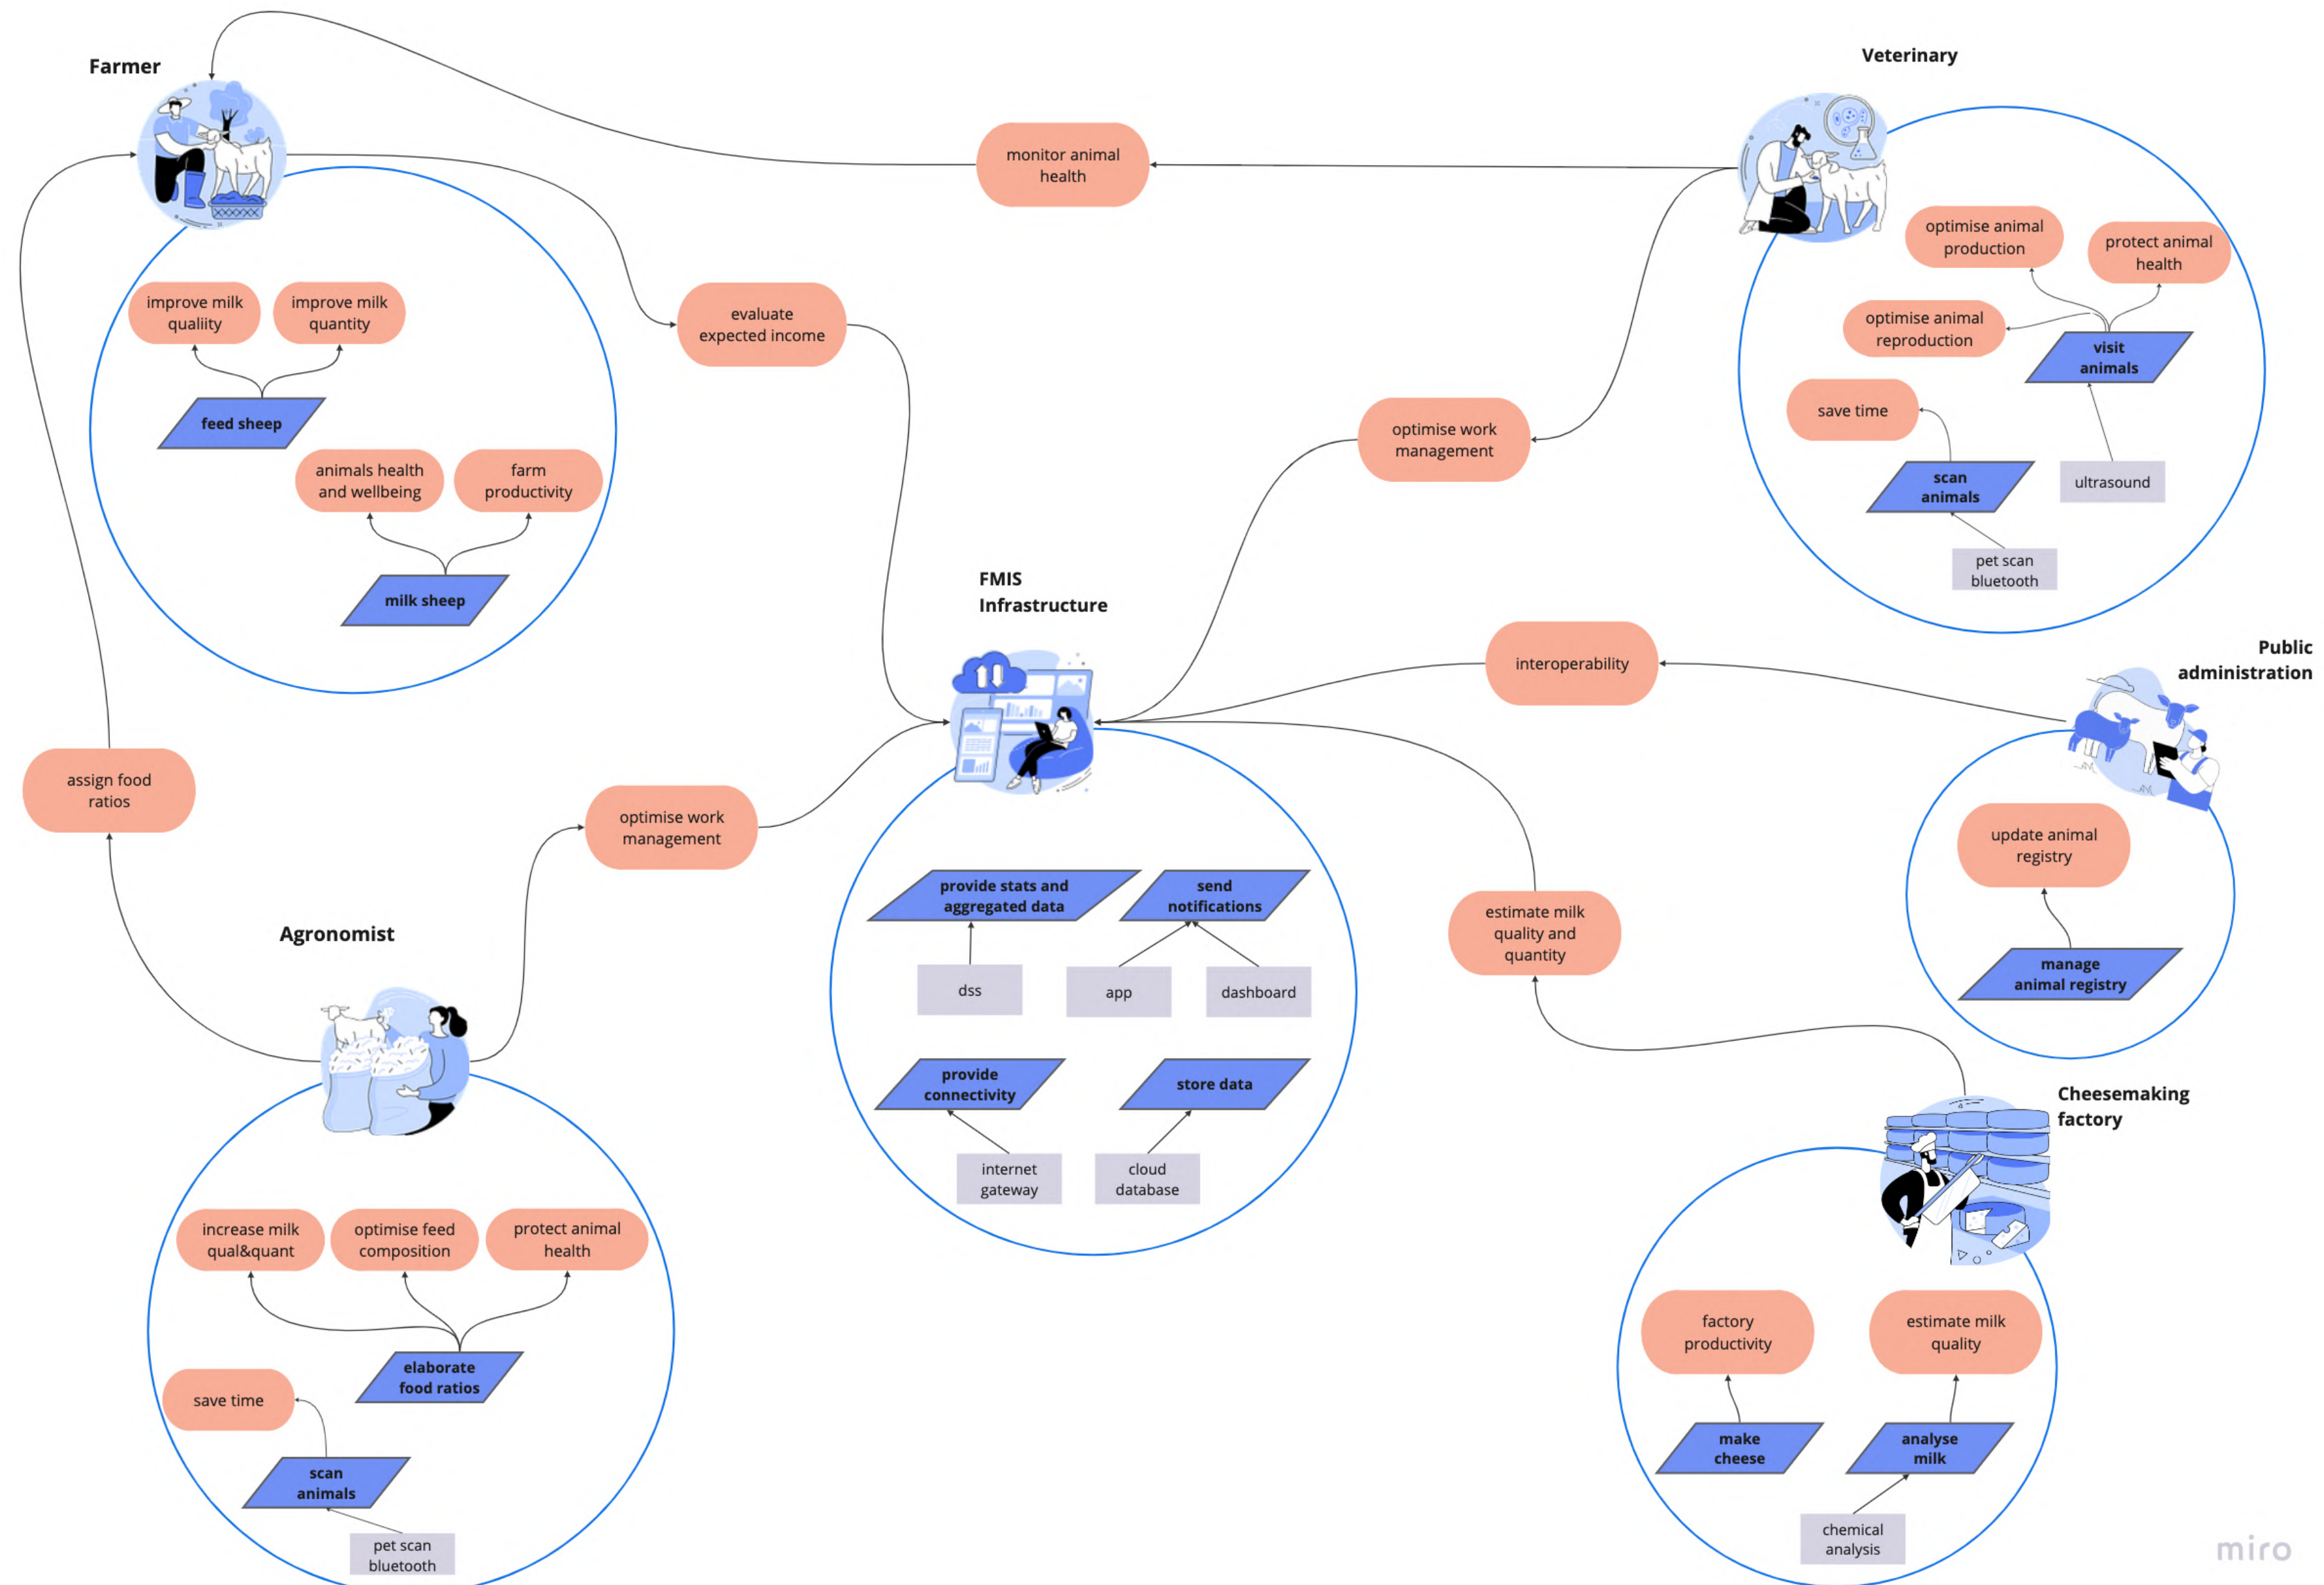 Farmer
Veterinary
monitor animal
health
optimise animal
production
protect animal
health
improve milk
qualiity
improve milk
quantity
evaluate
expected income
optimise animal
reproduction
visit
animals
feed sheep
save time
optimise work
management
animals health
and wellbeing
farm
productivity
scan
animals
ultrasound
pet scan
bluetooth
milk sheep
FMIS
Infrastructure
interoperability
Public
administration
assign food
ratios
optimise work
management
update animal
registry
provide stats and
aggregated data
send
notifications
estimate milk
quality and
quantity
Agronomist
manage
animal registry
dss
app
dashboard
provide
connectivity
store data
Cheesemaking
factory
internet
gateway
cloud
database
increase milk
qual&quant
optimise feed
composition
protect animal
health
factory
productivity
estimate milk
quality
elaborate
food ratios
save time
make
cheese
analyse
milk
scan
animals
chemical
analysis
pet scan
bluetooth
miro